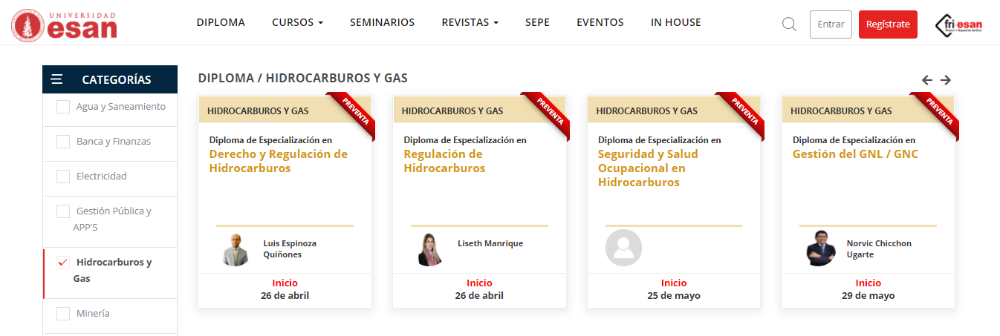 UNIVERSIDAD
esan
DIPLOMA
CURSOS
SEMINARIOS
REVISTAS
SEPE
EVENTOS
IN HOUSE
Entrar
Regístrate
fri·esan
CATEGORÍAS
Agua y Saneamiento
Banca y Finanzas
Electricidad
Gestión Pública y
APP'S
Hidrocarburos y
Gas
Minería
DIPLOMA / HIDROCARBUROS Y GAS
HIDROCARBUROS Y GAS
PREVENTA
Diploma de Especialización en
Derecho y Regulación de
Hidrocarburos
Luis Espinoza
Quiñones
Inicio
26 de abril
HIDROCARBUROS Y GAS
PREVENTA
Diploma de Especialización en
Regulación de
Hidrocarburos
Liseth Manrique
Inicio
26 de abril
HIDROCARBUROS Y GAS
PREVENTA
Diploma de Especialización en
Seguridad y Salud
Ocupacional en
Hidrocarburos
Inicio
25 de mayo
HIDROCARBUROS Y GAS
PREVENTA
Diploma de Especialización en
Gestión del GNL / GNC
Norvic Chicchon
Ugarte
Inicio
29 de mayo